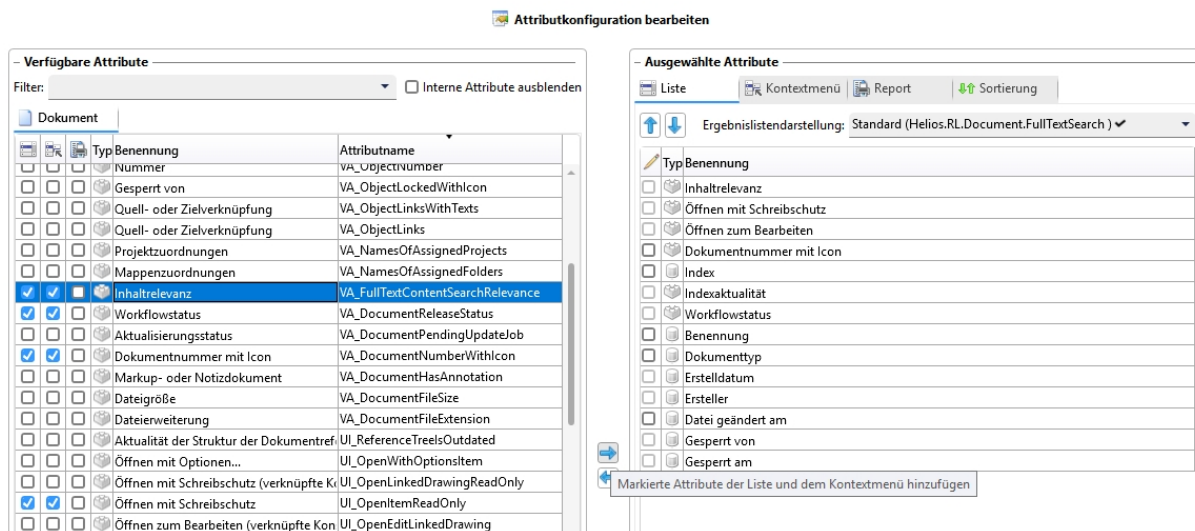 Attributkonfiguration bearbeiten
Verfügbare Attribute
Filter:
Interne Attribute ausblenden
Dokument
Typ Benennung Attributname
Nummer VA_ObjectNumber
Gesperrt von VA_ObjectLockedWithIcon
Quell- oder Zielverknüpfung VA_ObjectLinksWithTexts
Quell- oder Zielverknüpfung VA_ObjectLinks
Projektzuordnungen VA_NamesOfAssignedProjects
Mappenzuordnungen VA_NamesOfAssignedFolders
Inhaltrelevanz VA_FullTextContentSearchRelevance
Workflowstatus VA_DocumentReleaseStatus
Aktualisierungsstatus VA_DocumentPendingUpdateJob
Dokumentnummer mit Icon VA_DocumentNumberWithIcon
Markup- oder Notizdokument VA_DocumentHasAnnotation
Dateigröße VA_DocumentFileSize
Dateierweiterung VA_DocumentFileExtension
Aktualität der Struktur der Dokumentref UI_ReferenceTreeIsOutdated
Öffnen mit Optionen... UI_OpenWithOptionsItem
Öffnen mit Schreibschutz (verknüpfte Ko UI_OpenLinkedDrawingReadOnly
Öffnen mit Schreibschutz UI_OpenItemReadOnly
Öffnen zum Bearbeiten (verknüpfte Kon UI_OpenEditLinkedDrawing
Ausgewählte Attribute
Liste Kontextmenü Report Sortierung
Ergebnislistendarstellung: Standard (Helios.RL.Document.FullTextSearch ) ✔
Typ Benennung
Inhaltrelevanz
Öffnen mit Schreibschutz
Öffnen zum Bearbeiten
Dokumentnummer mit Icon
Index
Indexaktualität
Workflowstatus
Benennung
Dokumenttyp
Erstelldatum
Ersteller
Datei geändert am
Gesperrt von
Gesperrt am
Markierte Attribute der Liste und dem Kontextmenü hinzufügen